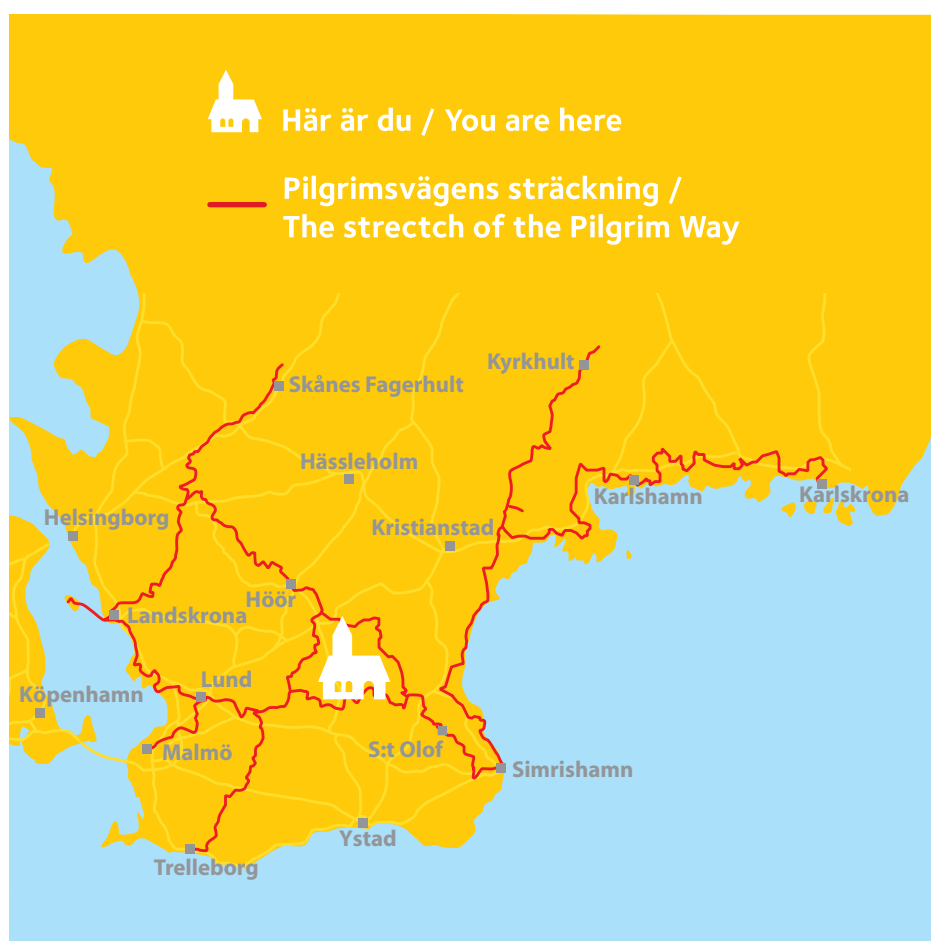 Här är du / You are here
Pilgrimsvägens sträckning /
The strectch of the Pilgrim Way
Kyrkhult
Skånes Fagerhult
Hässleholm
Karlshamn
Karlskrona
Helsingborg
Kristianstad
Höör
Landskrona
Lund
Köpenhamn
Malmö
S:t Olof
Simrishamn
Ystad
Trelleborg